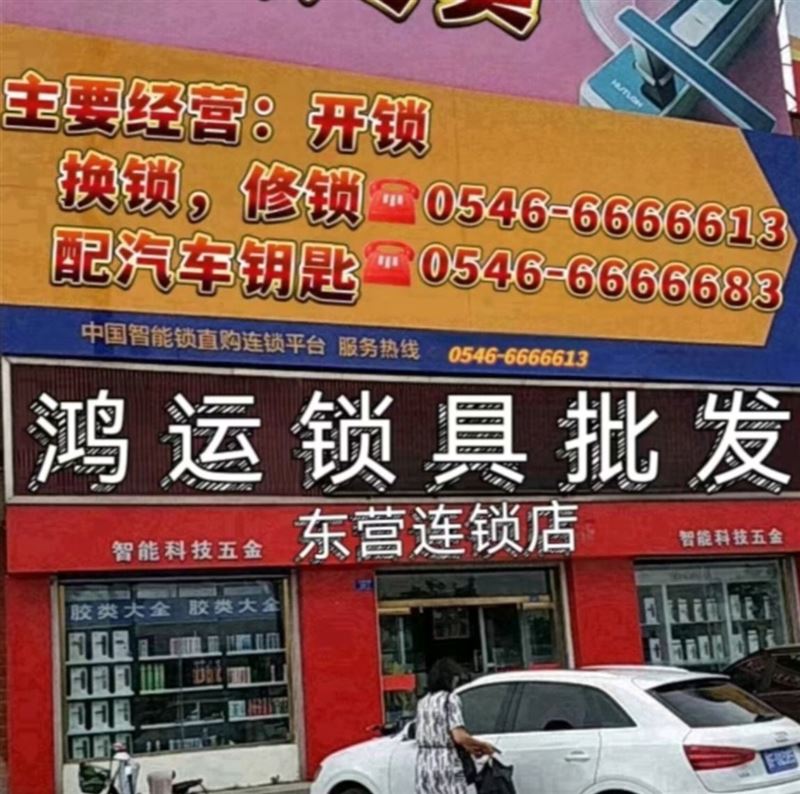 HUTLON
主要经营：开锁
换锁，修锁☎0546-6666613
配汽车钥匙☎0546-6666683
中国智能锁直购连锁平台 服务热线 0546-6666613
鸿运锁具批发
东营连锁店
智能科技五金 智能科技五金
胶类大全 胶类大全